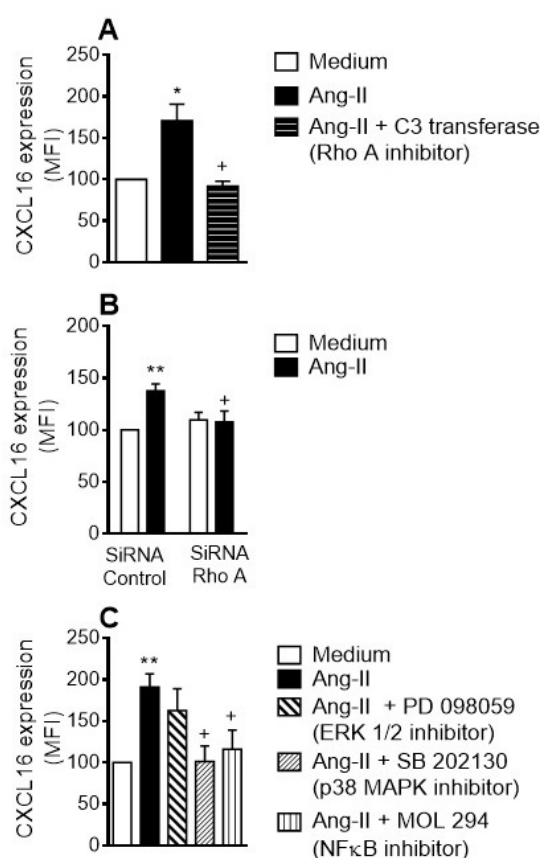 A
CXCL16 expression
(MFI)
250
200
150
100
50
0
*
+
Medium
Ang-II
Ang-II + C3 transferase
(Rho A inhibitor)
B
CXCL16 expression
(MFI)
200
150
100
50
0
**
+
SiRNA
Control
SiRNA
Rho A
Medium
Ang-II
C
CXCL16 expression
(MFI)
250
200
150
100
50
0
**
+
+
Medium
Ang-II
Ang-II + PD 098059
(ERK 1/2 inhibitor)
Ang-II + SB 202130
(p38 MAPK inhibitor)
Ang-II + MOL 294
(NFκB inhibitor)